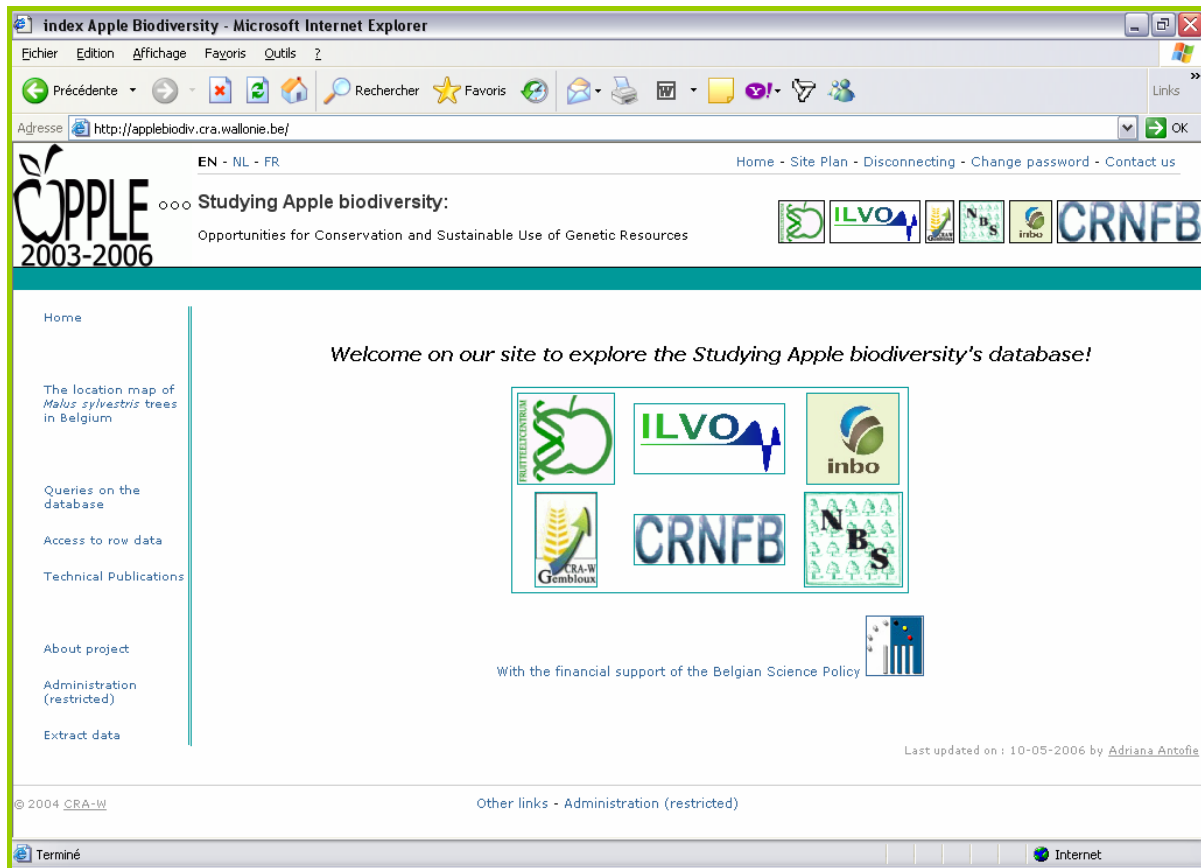 index Apple Biodiversity - Microsoft Internet Explorer
Fichier Edition Affichage Favoris Outils ?
Précédente Rechercher Favoris Links
Adresse http://applebiodiv.cra.wallonie.be/ OK
EN - NL - FR
Home - Site Plan - Disconnecting - Change password - Contact us
APPLE ooo
2003-2006
Studying Apple biodiversity:
Opportunities for Conservation and Sustainable Use of Genetic Resources
ILVO
NBS
inbo
CRNFB
Home
The location map of
Malus sylvestris trees
in Belgium
Queries on the
database
Access to row data
Technical Publications
About project
Administration
(restricted)
Extract data
Welcome on our site to explore the Studying Apple biodiversity's database!
FRUITTEELTCENTRUM
ILVO
inbo
CRA-W
Gembloux
CRNFB
NBS
With the financial support of the Belgian Science Policy
Last updated on : 10-05-2006 by Adriana Antofie
© 2004 CRA-W
Other links - Administration (restricted)
Terminé
Internet